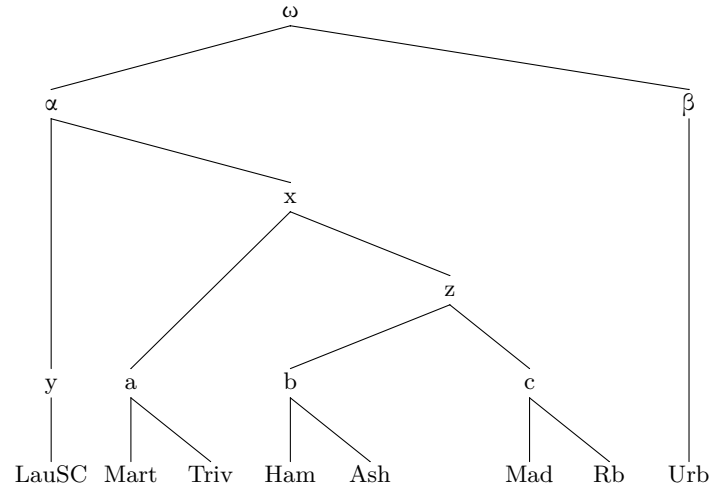 ω
α β
x
z
y a b c
LauSC Mart Triv Ham Ash Mad Rb Urb